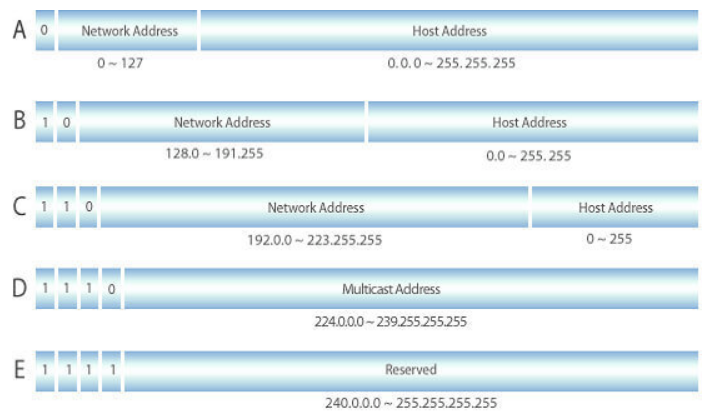 A 0 Network Address Host Address
0 ~ 127 0.0.0 ~ 255.255.255
B 1 0 Network Address Host Address
128.0 ~ 191.255 0.0 ~ 255.255
C 1 1 0 Network Address Host Address
192.0.0 ~ 223.255.255 0 ~ 255
D 1 1 1 0 Multicast Address
224.0.0.0 ~ 239.255.255.255
E 1 1 1 1 Reserved
240.0.0.0 ~ 255.255.255.255